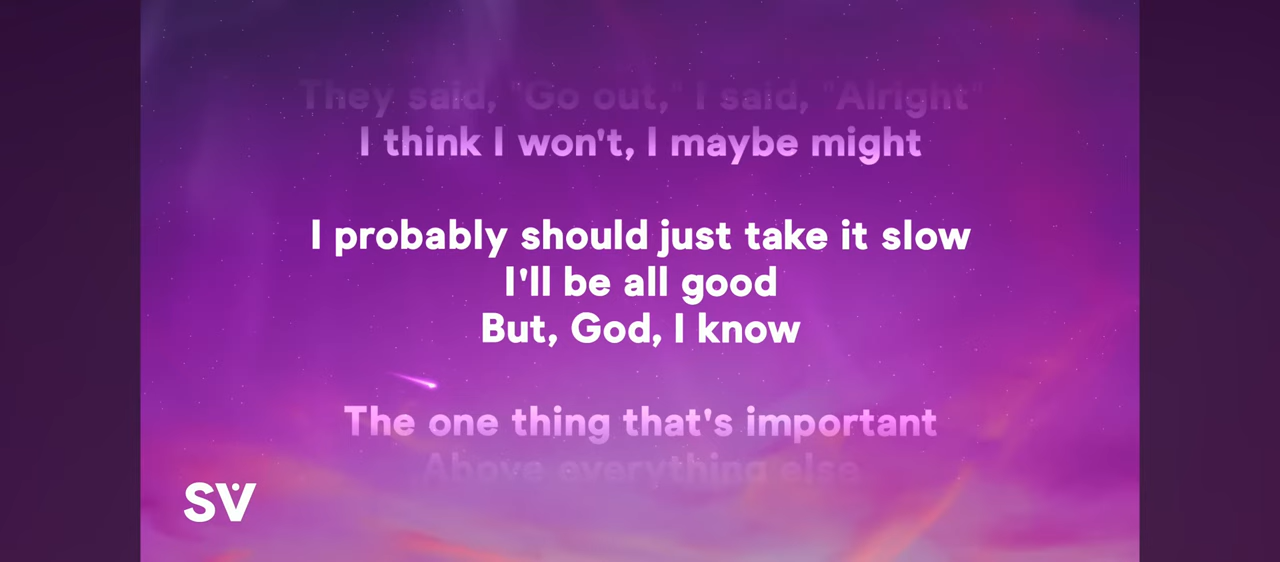 They said, "Go out," I said, "Alright"
I think I won't, I maybe might
I probably should just take it slow
I'll be all good
But, God, I know
The one thing that's important
Above everything else
SV